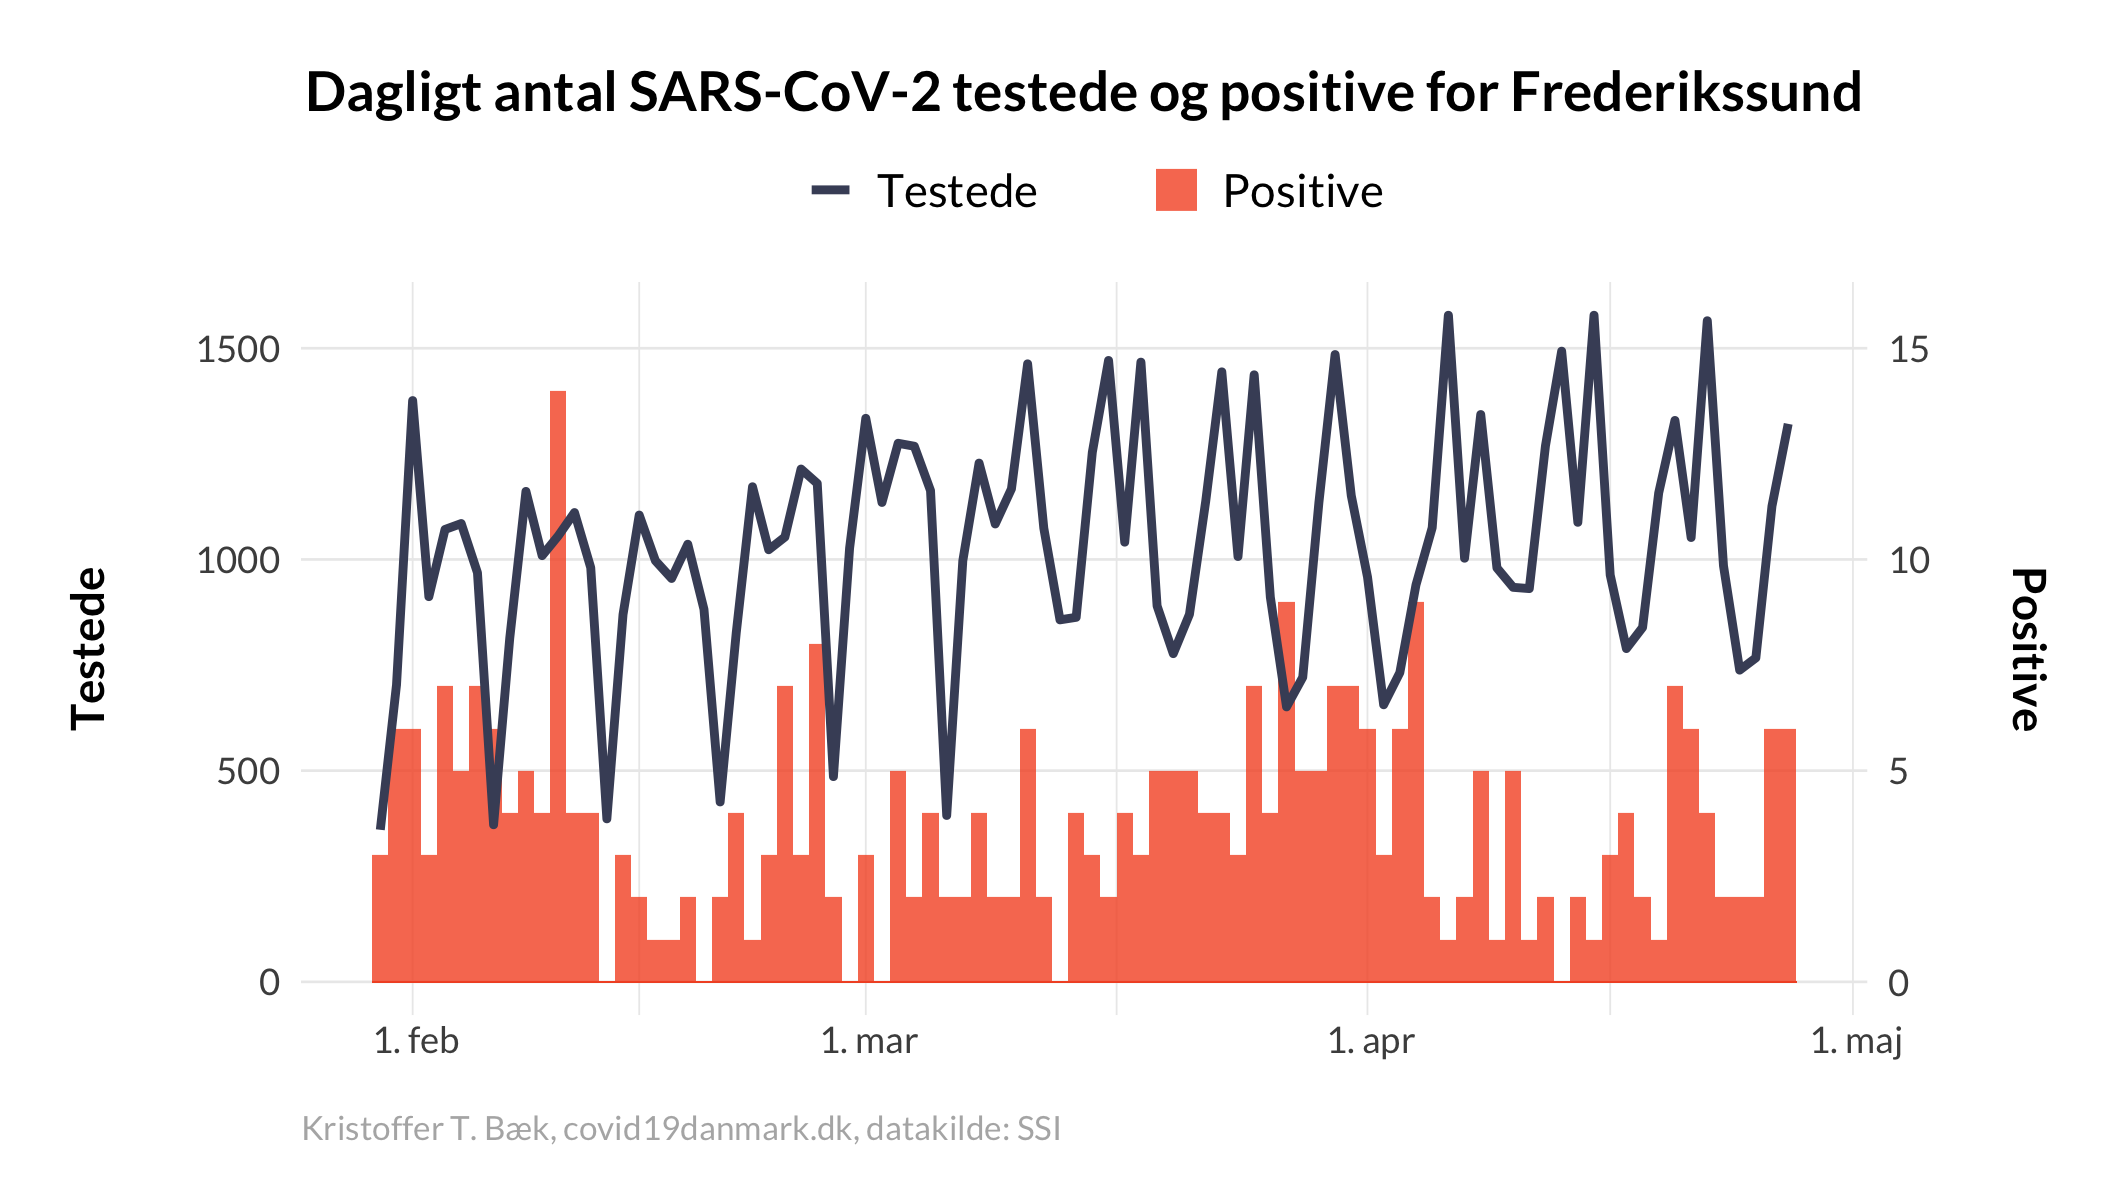 Dagligt antal SARS-CoV-2 testede og positive for Frederikssund
Testede
Positive
1500
1000
500
0
Testede
15
10
5
0
Positive
1. feb
1. mar
1. apr
1. maj
Kristoffer T. Bæk, covid19danmark.dk, datakilde: SSI